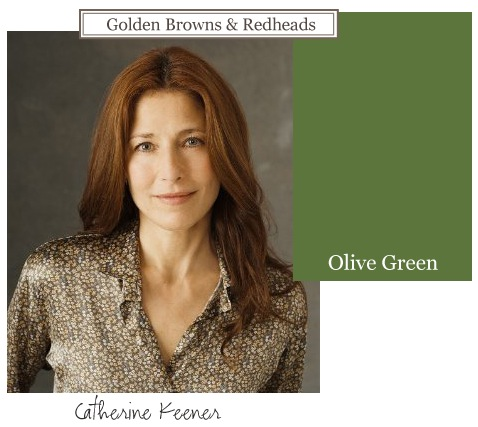 Golden Browns & Redheads
Olive Green
Catherine Keener